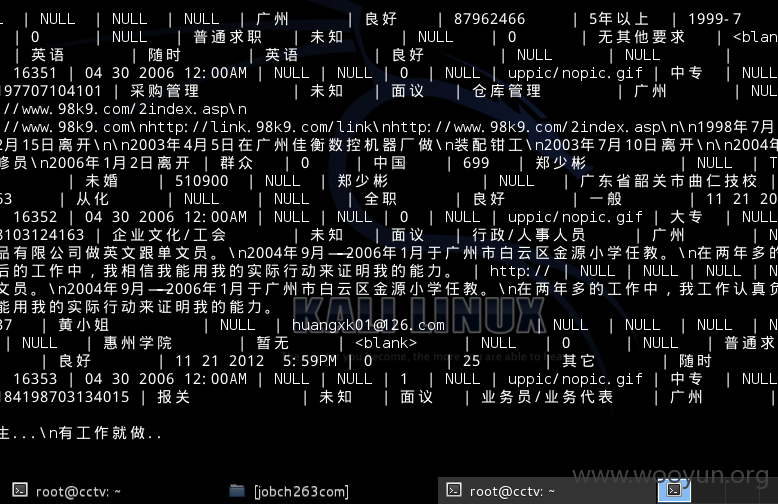 | NULL | NULL | NULL | 广州 | 良好 | 87962466 | 5年以上 | 1999-7
| 0 | NULL | 普通求职 | 未知 | NULL | 0 | 无其他要求 | <blan
| 英语 | 随时 | 英语 | 良好 | NULL | NULL |
16351 | 04 30 2006 12:00AM | NULL | NULL | 0 | NULL | uppic/nopic.gif | 中专 | NUL
197707104101 | 采购管理 | 未知 | 面议 | 仓库管理 | 广州 | N
://www.98k9.com/2index.asp\n
://www.98k9.com\nhttp://link.98k9.com/link\nhttp://www.98k9.com/2index.asp\n\n1998年7月
2月15日离开\n\n2003年4月5日在广州佳衡数控机器厂做\n装配钳工\n2003年7月10日离开\n\n2004年
修员\n2006年1月2日离开 | 群众 | 0 | 中国 | 699 | 郑少彬 | NULL | T
| 未婚 | 510900 | NULL | 郑少彬 | NULL | 广东省韶关市曲仁技校 |
63 | 从化 | NULL | NULL | 全职 | 良好 | 一般 | 11 21 20
16352 | 04 30 2006 12:00AM | NULL | NULL | 0 | NULL | uppic/nopic.gif | 大专 | NUL
8103124163 | 企业文化/工会 | 未知 | 面议 | 行政/人事人员 | 广州 | N
品有限公司做英文跟单文员。\n2004年9月——2006年1月于广州市白云区金源小学任教。\n在两年多的
后的工作中，我相信我能用我的实际行动来证明我的能力。 | http:// | NULL | NULL | NULL | NU
文员。\n2004年9月——2006年1月于广州市白云区金源小学任教。\n在两年多的工作中，我工作认真负
能用我的实际行动来证明我的能力。
KALI LINUX
37 | 黄小姐 | NULL | huangxk01@126.com | NULL | NULL | NULL | N
| NULL | 惠州学院 | 暂无 | <blank> | NULL | 0 | NULL | 普通求
you become, the more you are able to hear
| 良好 | 11 21 2012 5:59PM | 0 | 25 | 其它 | 随时
16353 | 04 30 2006 12:00AM | NULL | NULL | 1 | NULL | uppic/nopic.gif | 中专 | NUL
184198703134015 | 报关 | 未知 | 面议 | 业务员/业务代表 | 广州 |
生...\n有工作就做..
www.wooyun.org
root@cctv: ~
[jobch263com]
root@cctv: ~